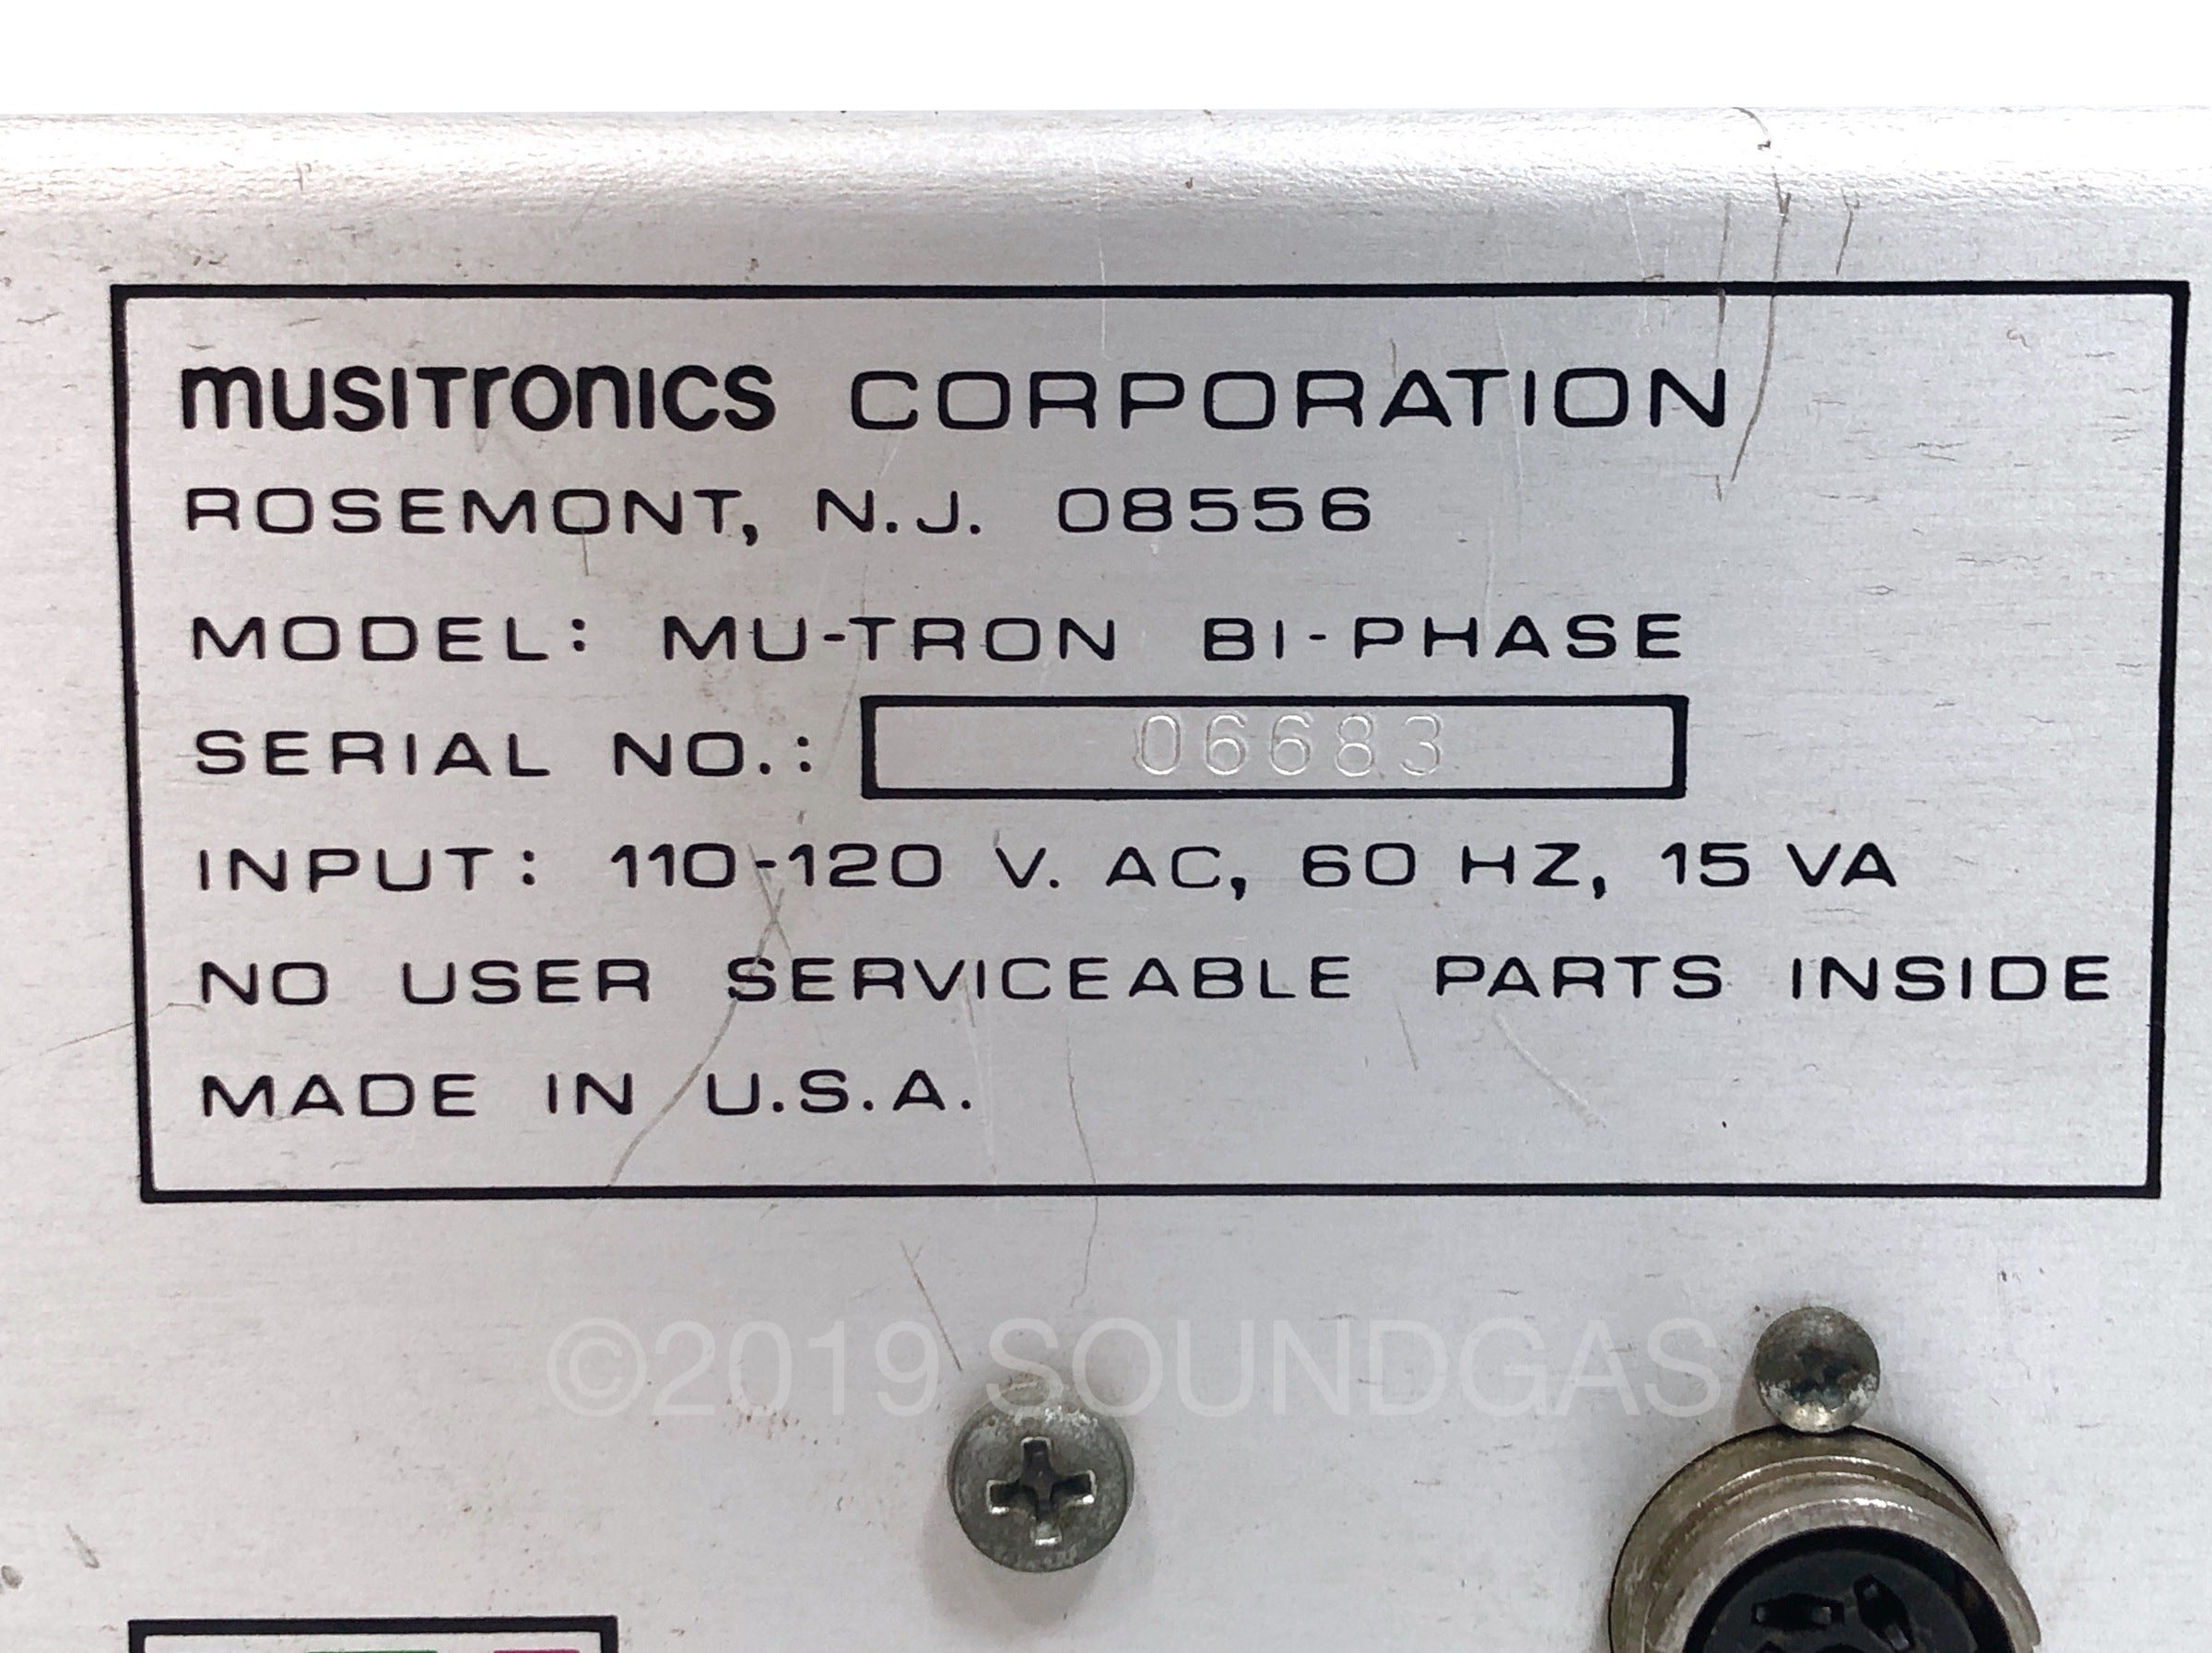 musITronics CORPORATION
ROSEMONT, N.J. 08556
MODEL: MU-TRON BI-PHASE
SERIAL NO.: 06683
INPUT: 110-120 V. AC, 60 HZ, 15 VA
NO USER SERVICEABLE PARTS INSIDE
MADE IN U.S.A.
©2019 SOUNDGAS